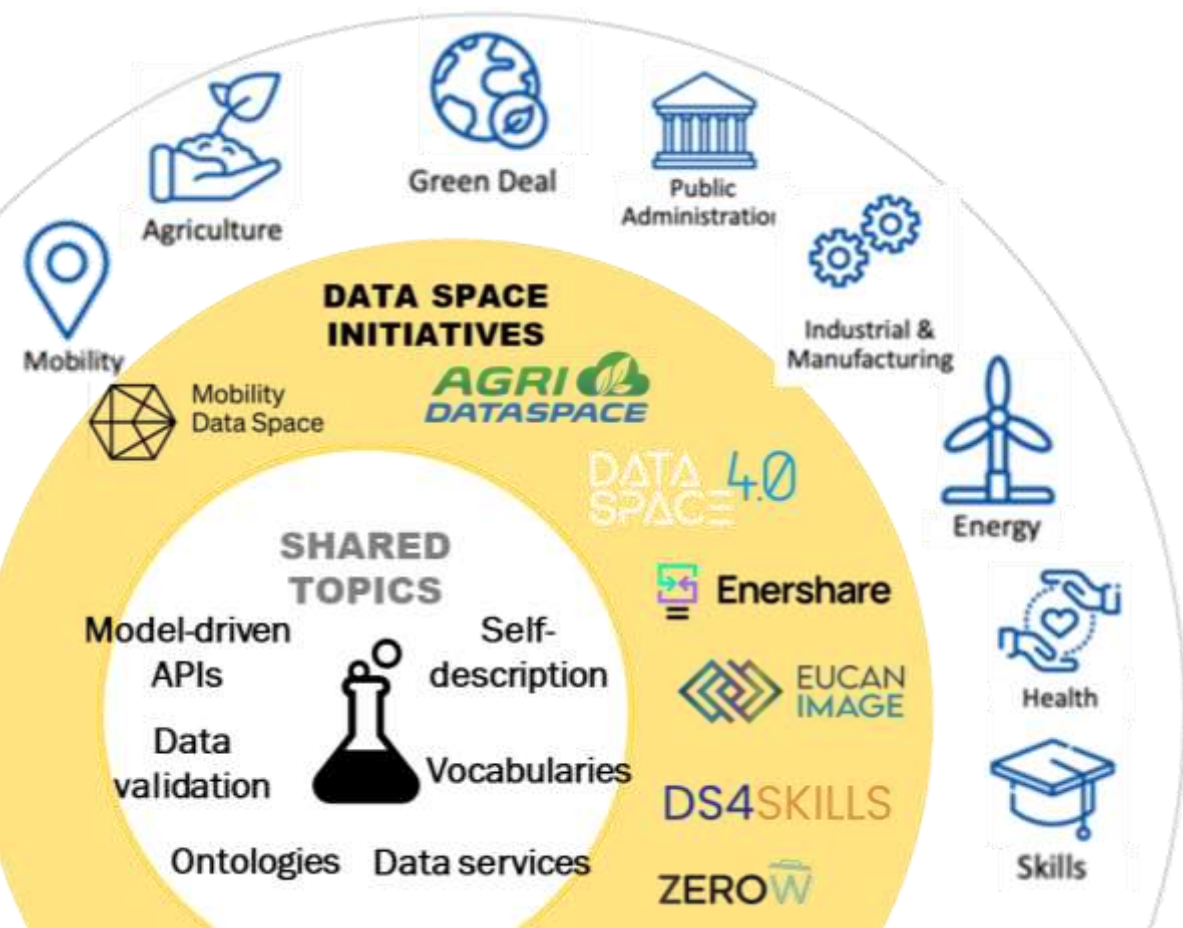 Green Deal
Public
Administration
Agriculture
Industrial &
Manufacturing
Mobility
Energy
Health
Skills
DATA SPACE
INITIATIVES
Mobility
Data Space
AGRI
DATASPACE
DATA
SPACE 4.0
Enershare
EUCAN
IMAGE
DS4SKILLS
ZEROW
SHARED
TOPICS
Model-driven
APIs
Self-
description
Data
validation
Vocabularies
Ontologies
Data services